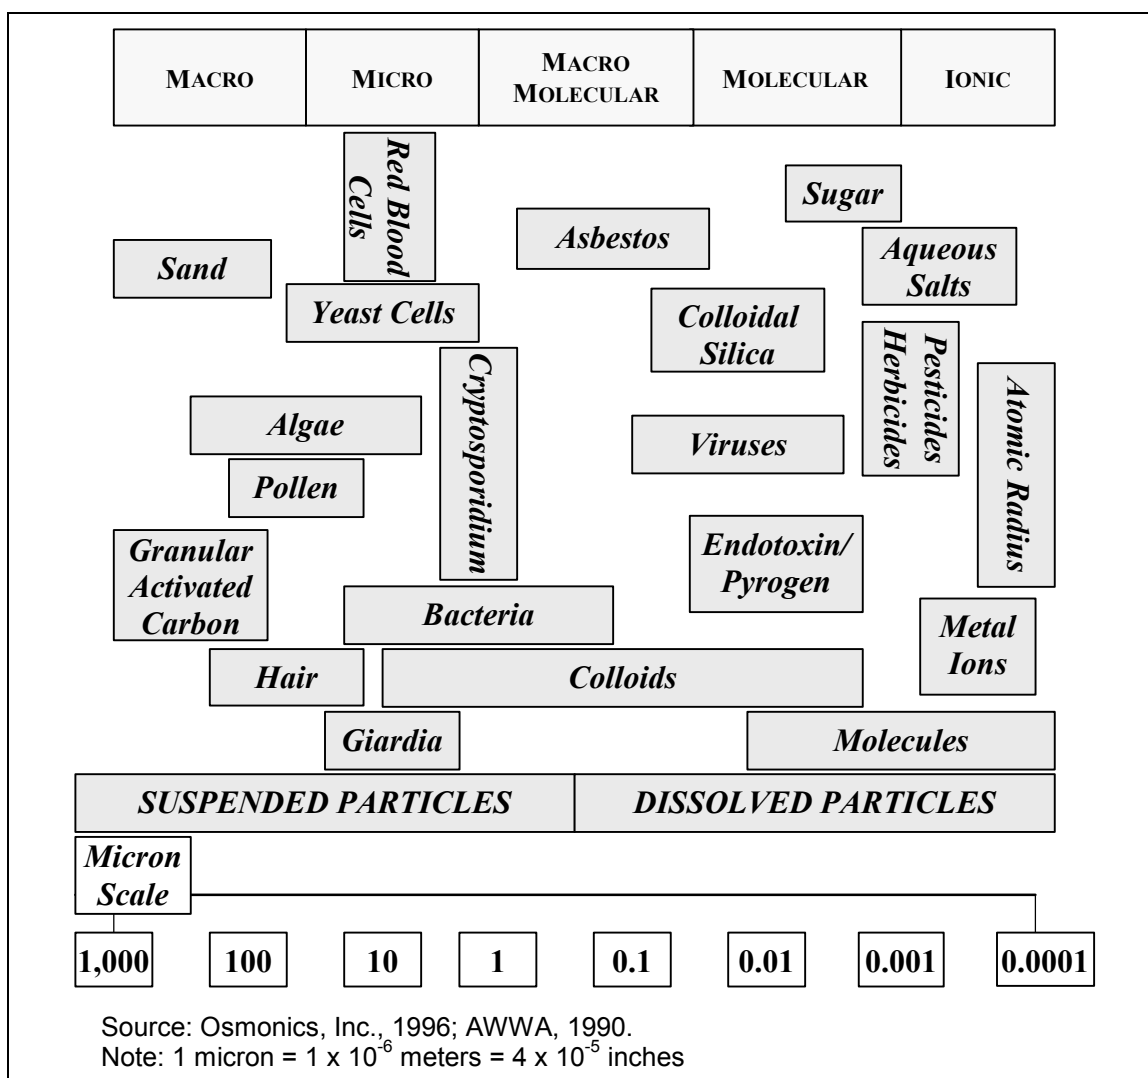 MACRO
MICRO
MACRO
MOLECULAR
MOLECULAR
IONIC
Red Blood
Cells
Sugar
Asbestos
Sand
Aqueous
Salts
Yeast Cells
Colloidal
Silica
Pesticides
Herbicides
Cryptosporidium
Atomic Radius
Algae
Viruses
Pollen
Granular
Activated
Carbon
Endotoxin/
Pyrogen
Bacteria
Metal
Ions
Hair
Colloids
Giardia
Molecules
SUSPENDED PARTICLES
DISSOLVED PARTICLES
Micron
Scale
1,000
100
10
1
0.1
0.01
0.001
0.0001
Source: Osmonics, Inc., 1996; AWWA, 1990.
Note: 1 micron = 1 x 10⁻⁶ meters = 4 x 10⁻⁵ inches